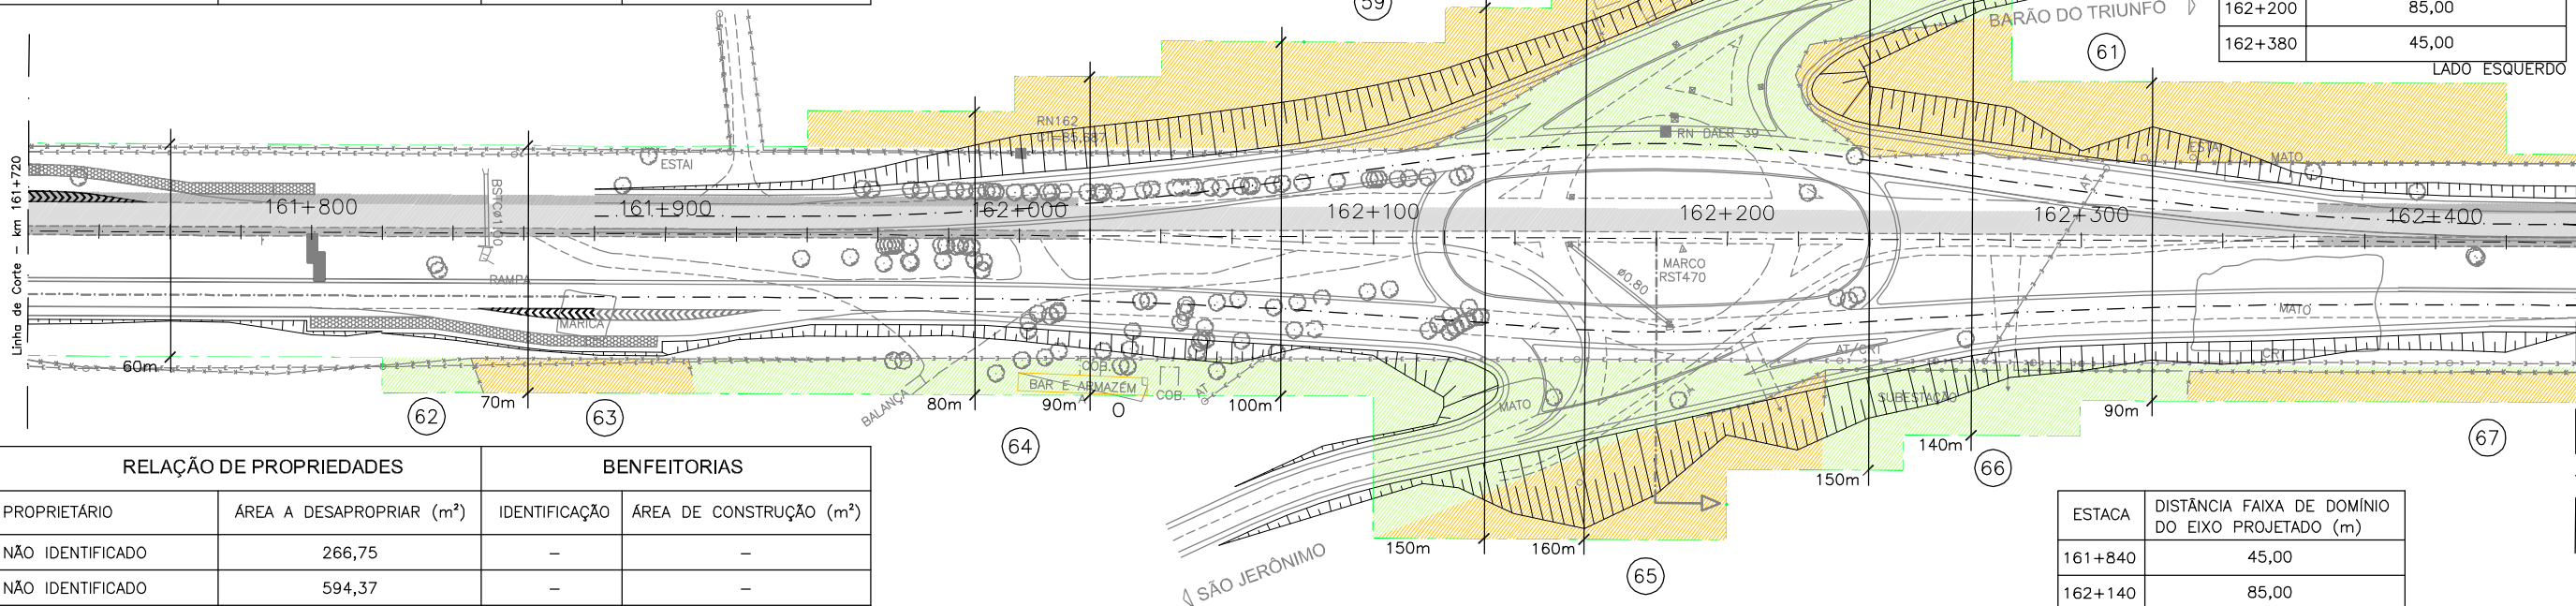 59
BARÃO DO TRIUNFO
162+200 85,00
162+380 45,00
LADO ESQUERDO
61
RN162
RN DAER 39
ESTAI
MATO
Linha de Corte – km 161+720
BSTCØ1.00
161+800
161+900
162+000
162+100
162+200
162+300
162+400
AT
RAMPA
MARICÁ
Ø0.80
MARCO
RST470
MATO
AT/CRT
CRT
60m
COB.
BAR E ARMAZÉM
COB.
AT
BALANÇA
MATO
SUBESTAÇÃO
70m
80m
90m
O
100m
90m
62
63
64
140m
66
67
150m
150m
160m
65
SÃO JERÔNIMO
RELAÇÃO DE PROPRIEDADES BENFEITORIAS
PROPRIETÁRIO ÁREA A DESAPROPRIAR (m²) IDENTIFICAÇÃO ÁREA DE CONSTRUÇÃO (m²)
NÃO IDENTIFICADO 266,75 – –
NÃO IDENTIFICADO 594,37 – –
ESTACA DISTÂNCIA FAIXA DE DOMÍNIO
DO EIXO PROJETADO (m)
161+840 45,00
162+140 85,00